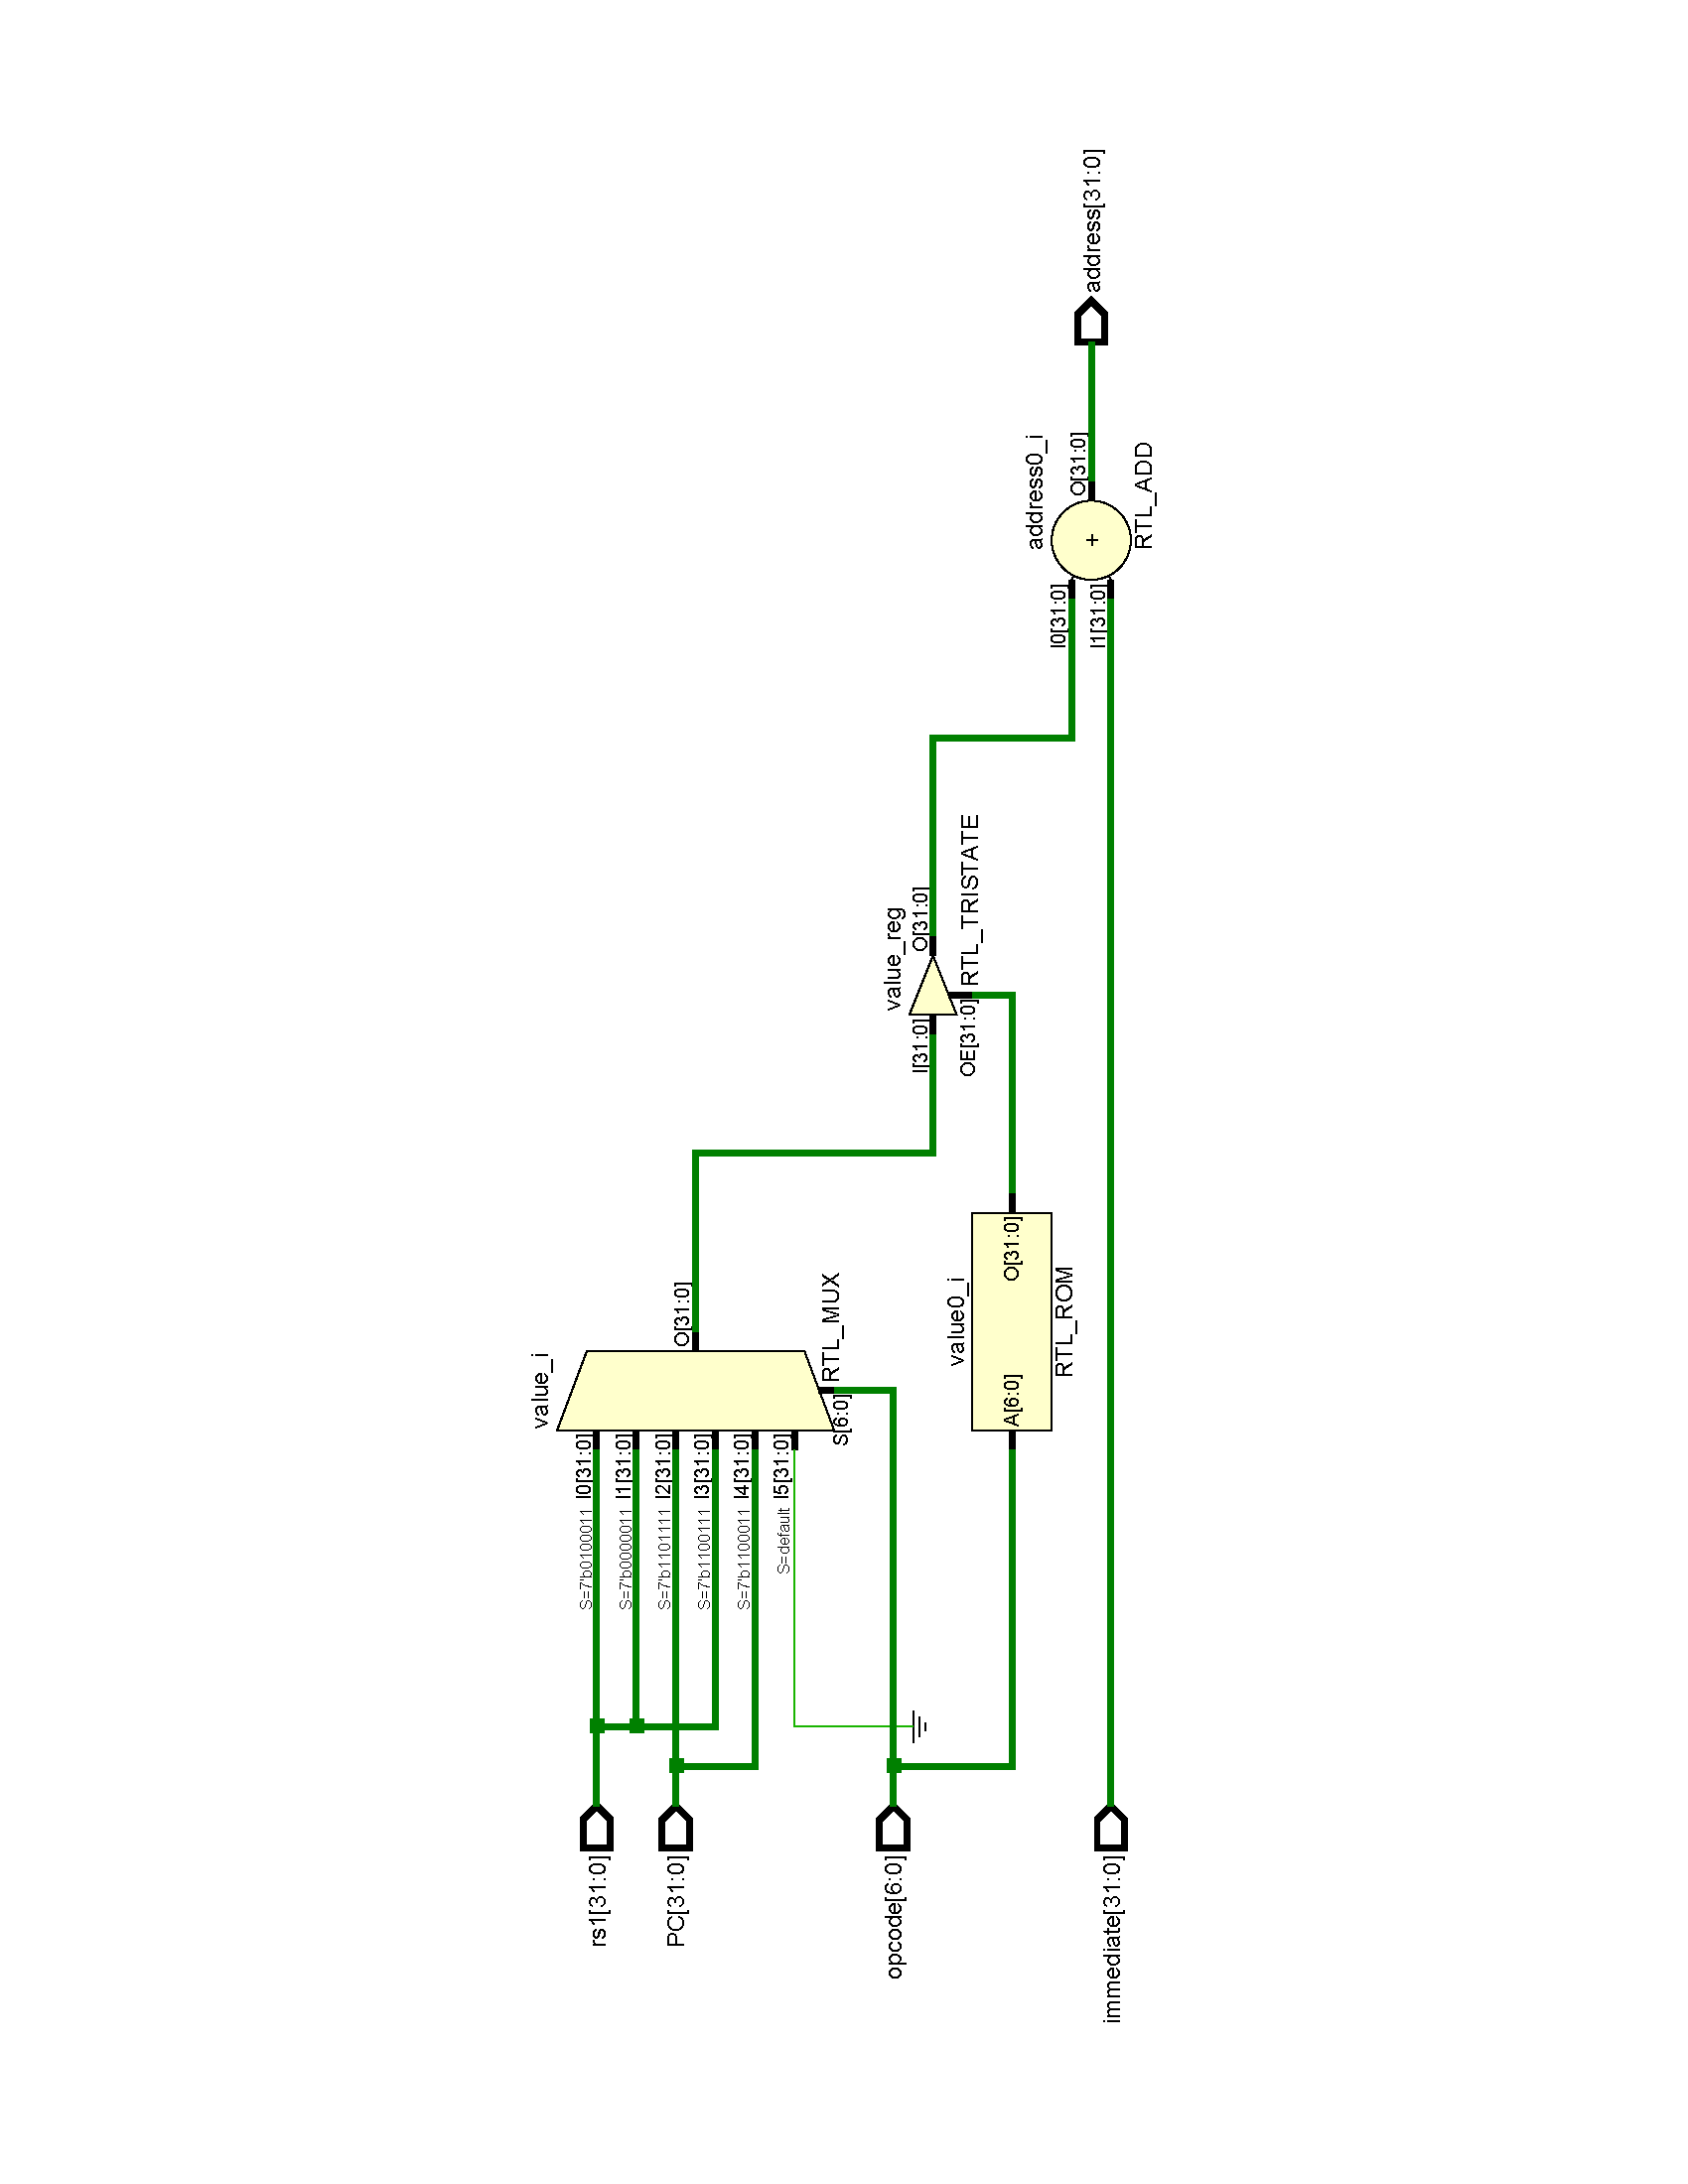 rs1[31:0]
PC[31:0]
opcode[6:0]
immediate[31:0]
value_i
S=7'b0100011 I0[31:0]
S=7'b0000011 I1[31:0]
S=7'b1101111 I2[31:0]
S=7'b1100111 I3[31:0]
S=7'b1100011 I4[31:0]
S=default I5[31:0]
S[6:0]
O[31:0]
RTL_MUX
value0_i
A[6:0]
O[31:0]
RTL_ROM
value_reg
I[31:0]
OE[31:0]
O[31:0]
RTL_TRISTATE
address0_i
I0[31:0]
I1[31:0]
+
O[31:0]
RTL_ADD
address[31:0]